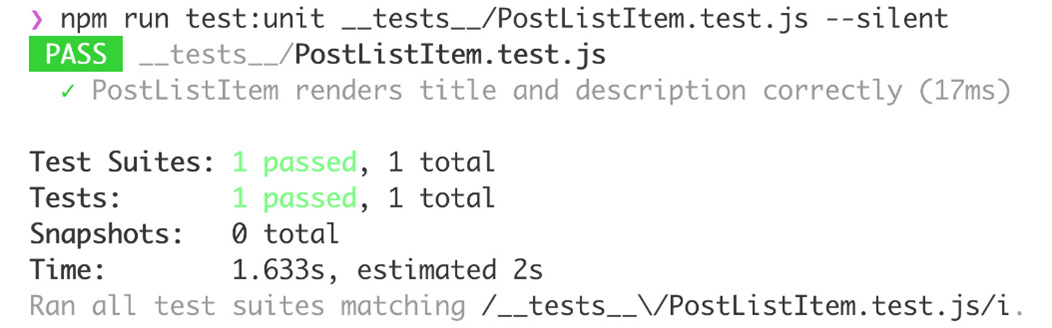 ❯ npm run test:unit __tests__/PostListItem.test.js --silent
PASS __tests__/PostListItem.test.js
✓ PostListItem renders title and description correctly (17ms)
Test Suites: 1 passed, 1 total
Tests: 1 passed, 1 total
Snapshots: 0 total
Time: 1.633s, estimated 2s
Ran all test suites matching /__tests__\/PostListItem.test.js/i.